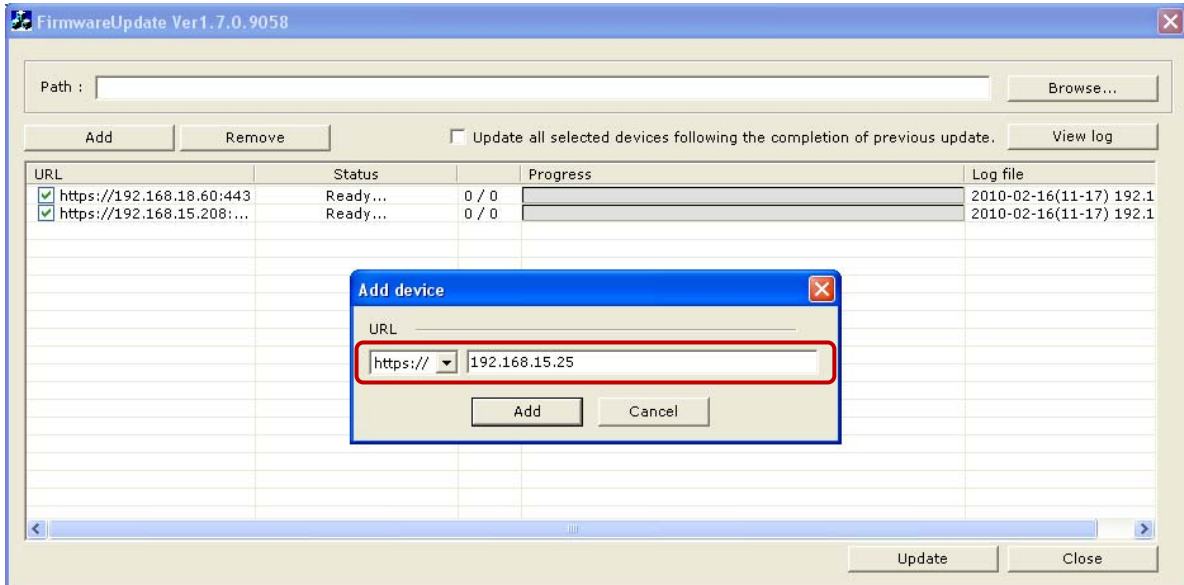 FirmwareUpdate Ver1.7.0.9058
Path :
Browse...
Add Remove Update all selected devices following the completion of previous update. View log
URL Status Progress Log file
https://192.168.18.60:443 Ready... 0 / 0 2010-02-16(11-17) 192.1
https://192.168.15.208:... Ready... 0 / 0 2010-02-16(11-17) 192.1
Add device
URL
https:// 192.168.15.25
Add Cancel
Update Close